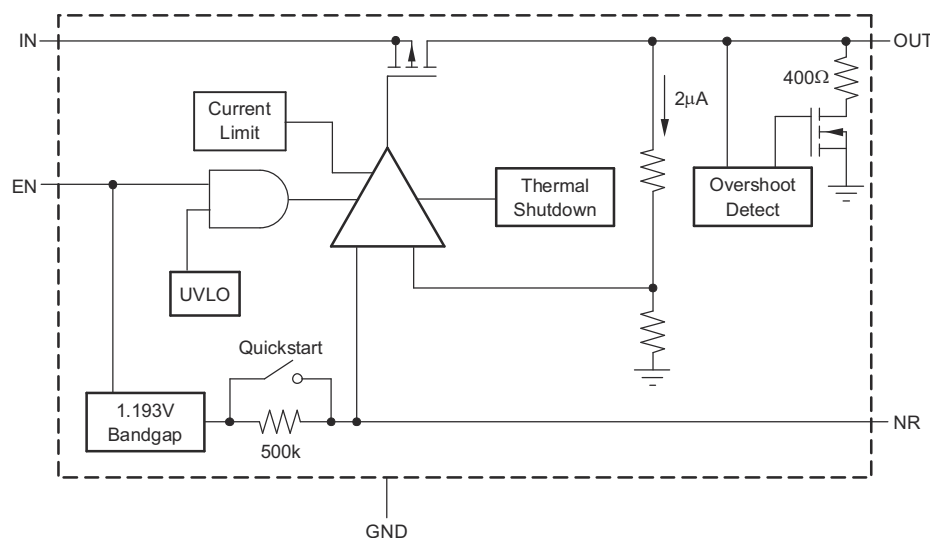 IN
OUT
400Ω
2µA
Current
Limit
EN
Thermal
Shutdown
Overshoot
Detect
UVLO
Quickstart
1.193V
Bandgap
500k
NR
GND